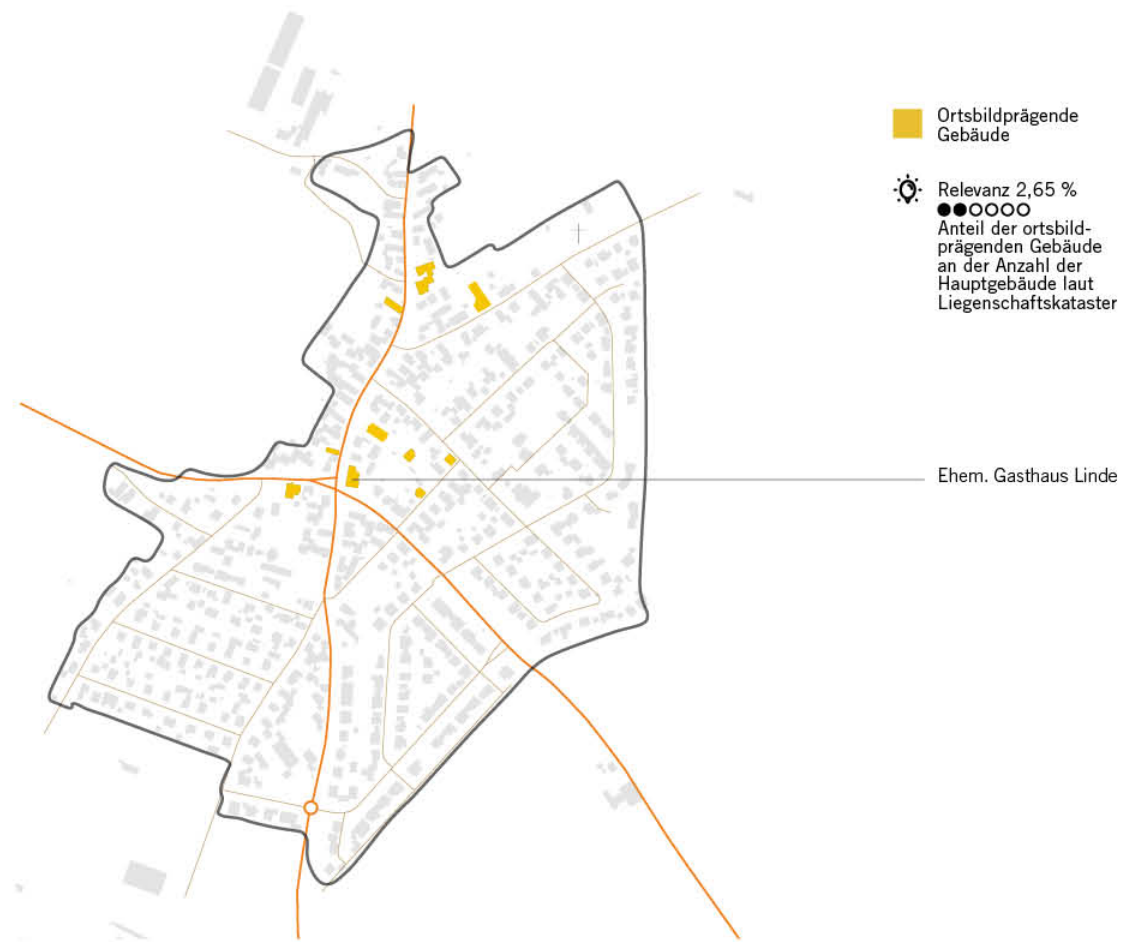 Ortsbildprägende
Gebäude
Relevanz 2,65 %
Anteil der ortsbild-
prägenden Gebäude
an der Anzahl der
Hauptgebäude laut
Liegenschaftskataster
Ehem. Gasthaus Linde